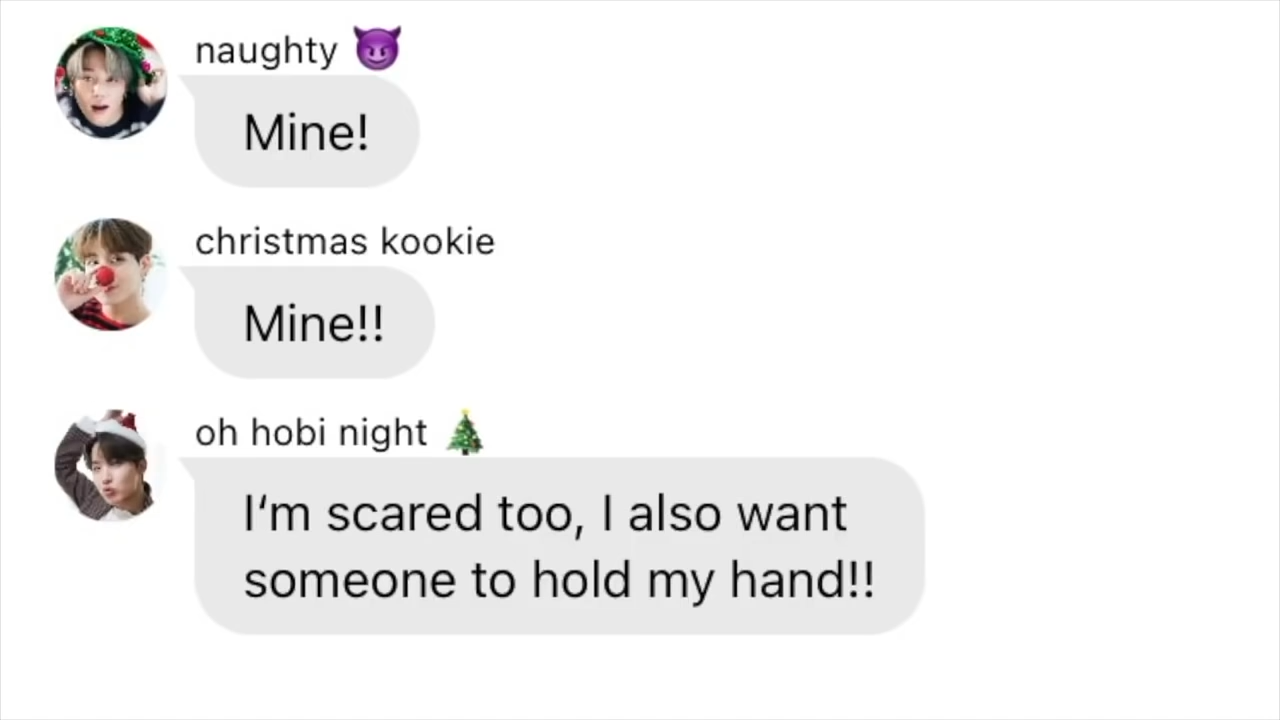 naughty 😈
Mine!
christmas kookie
Mine!!
oh hobi night 🎄
I‘m scared too, I also want
someone to hold my hand!!